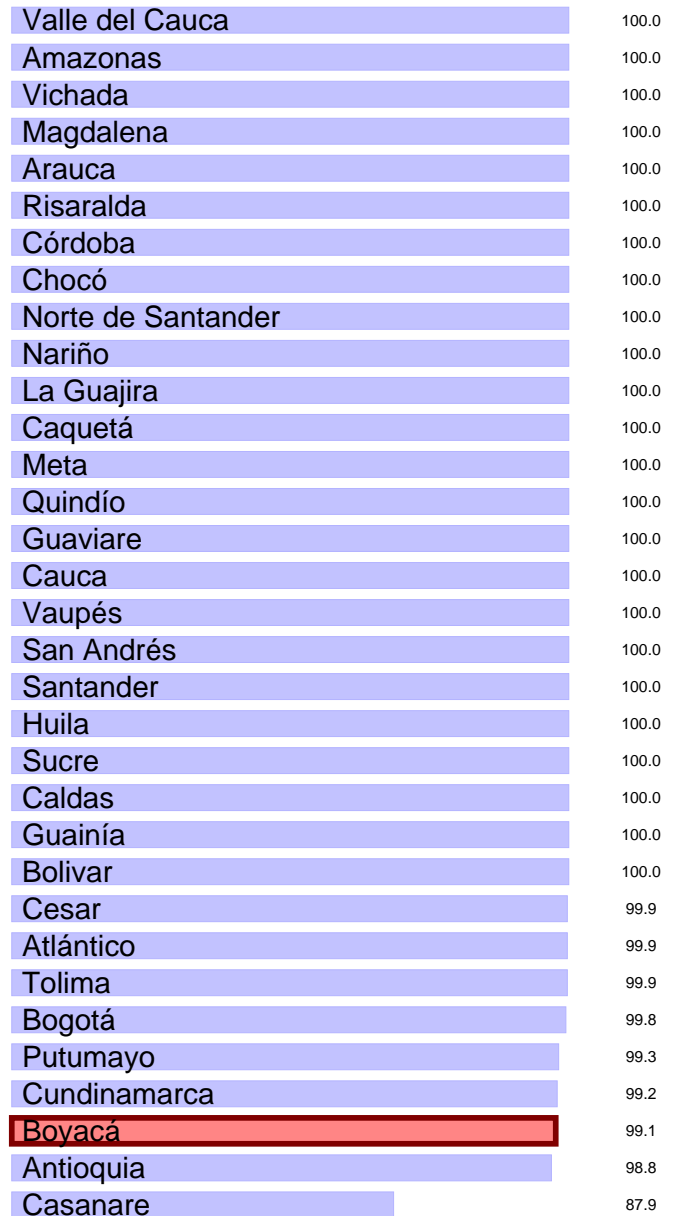 Valle del Cauca 100.0
Amazonas 100.0
Vichada 100.0
Magdalena 100.0
Arauca 100.0
Risaralda 100.0
Córdoba 100.0
Chocó 100.0
Norte de Santander 100.0
Nariño 100.0
La Guajira 100.0
Caquetá 100.0
Meta 100.0
Quindío 100.0
Guaviare 100.0
Cauca 100.0
Vaupés 100.0
San Andrés 100.0
Santander 100.0
Huila 100.0
Sucre 100.0
Caldas 100.0
Guainía 100.0
Bolivar 100.0
Cesar 99.9
Atlántico 99.9
Tolima 99.9
Bogotá 99.8
Putumayo 99.3
Cundinamarca 99.2
Boyacá 99.1
Antioquia 98.8
Casanare 87.9